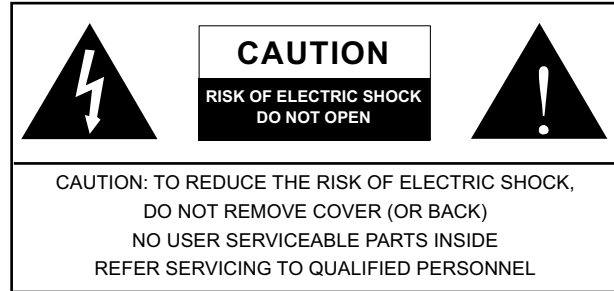 CAUTION
RISK OF ELECTRIC SHOCK
DO NOT OPEN
CAUTION: TO REDUCE THE RISK OF ELECTRIC SHOCK,
DO NOT REMOVE COVER (OR BACK)
NO USER SERVICEABLE PARTS INSIDE
REFER SERVICING TO QUALIFIED PERSONNEL